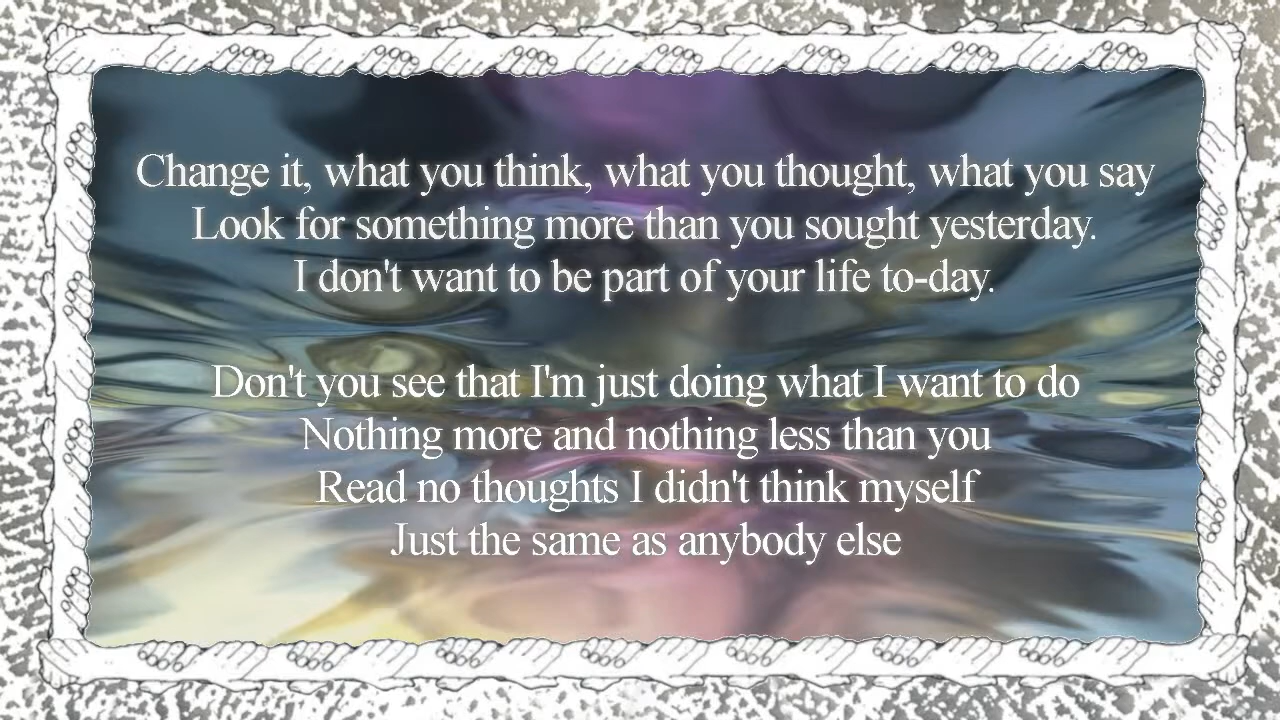 Change it, what you think, what you thought, what you say
Look for something more than you sought yesterday.
I don't want to be part of your life to-day.
Don't you see that I'm just doing what I want to do
Nothing more and nothing less than you
Read no thoughts I didn't think myself
Just the same as anybody else